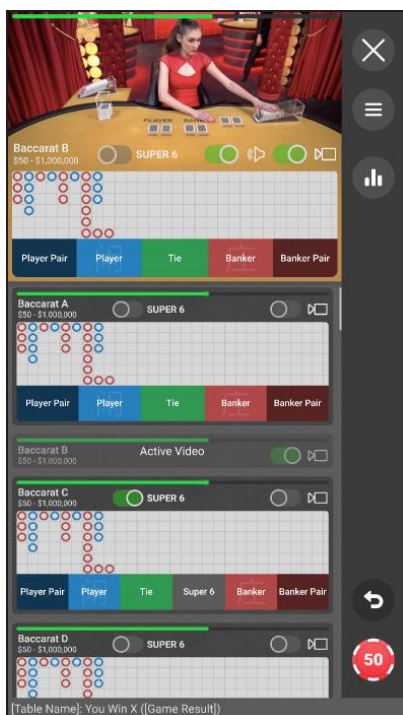 PLAYER BANKER
Baccarat B
$50 - $1,000,000
SUPER 6
Player Pair
Player
Tie
Banker
Banker Pair
Baccarat A
$50 - $1,000,000
SUPER 6
Player Pair
Player
Tie
Banker
Banker Pair
Baccarat B
$50 - $1,000,000
Active Video
Baccarat C
$50 - $1,000,000
SUPER 6
Player Pair
Player
Tie
Super 6
Banker
Banker Pair
Baccarat D
$50 - $1,000,000
SUPER 6
50
[Table Name]: You Win X ([Game Result])